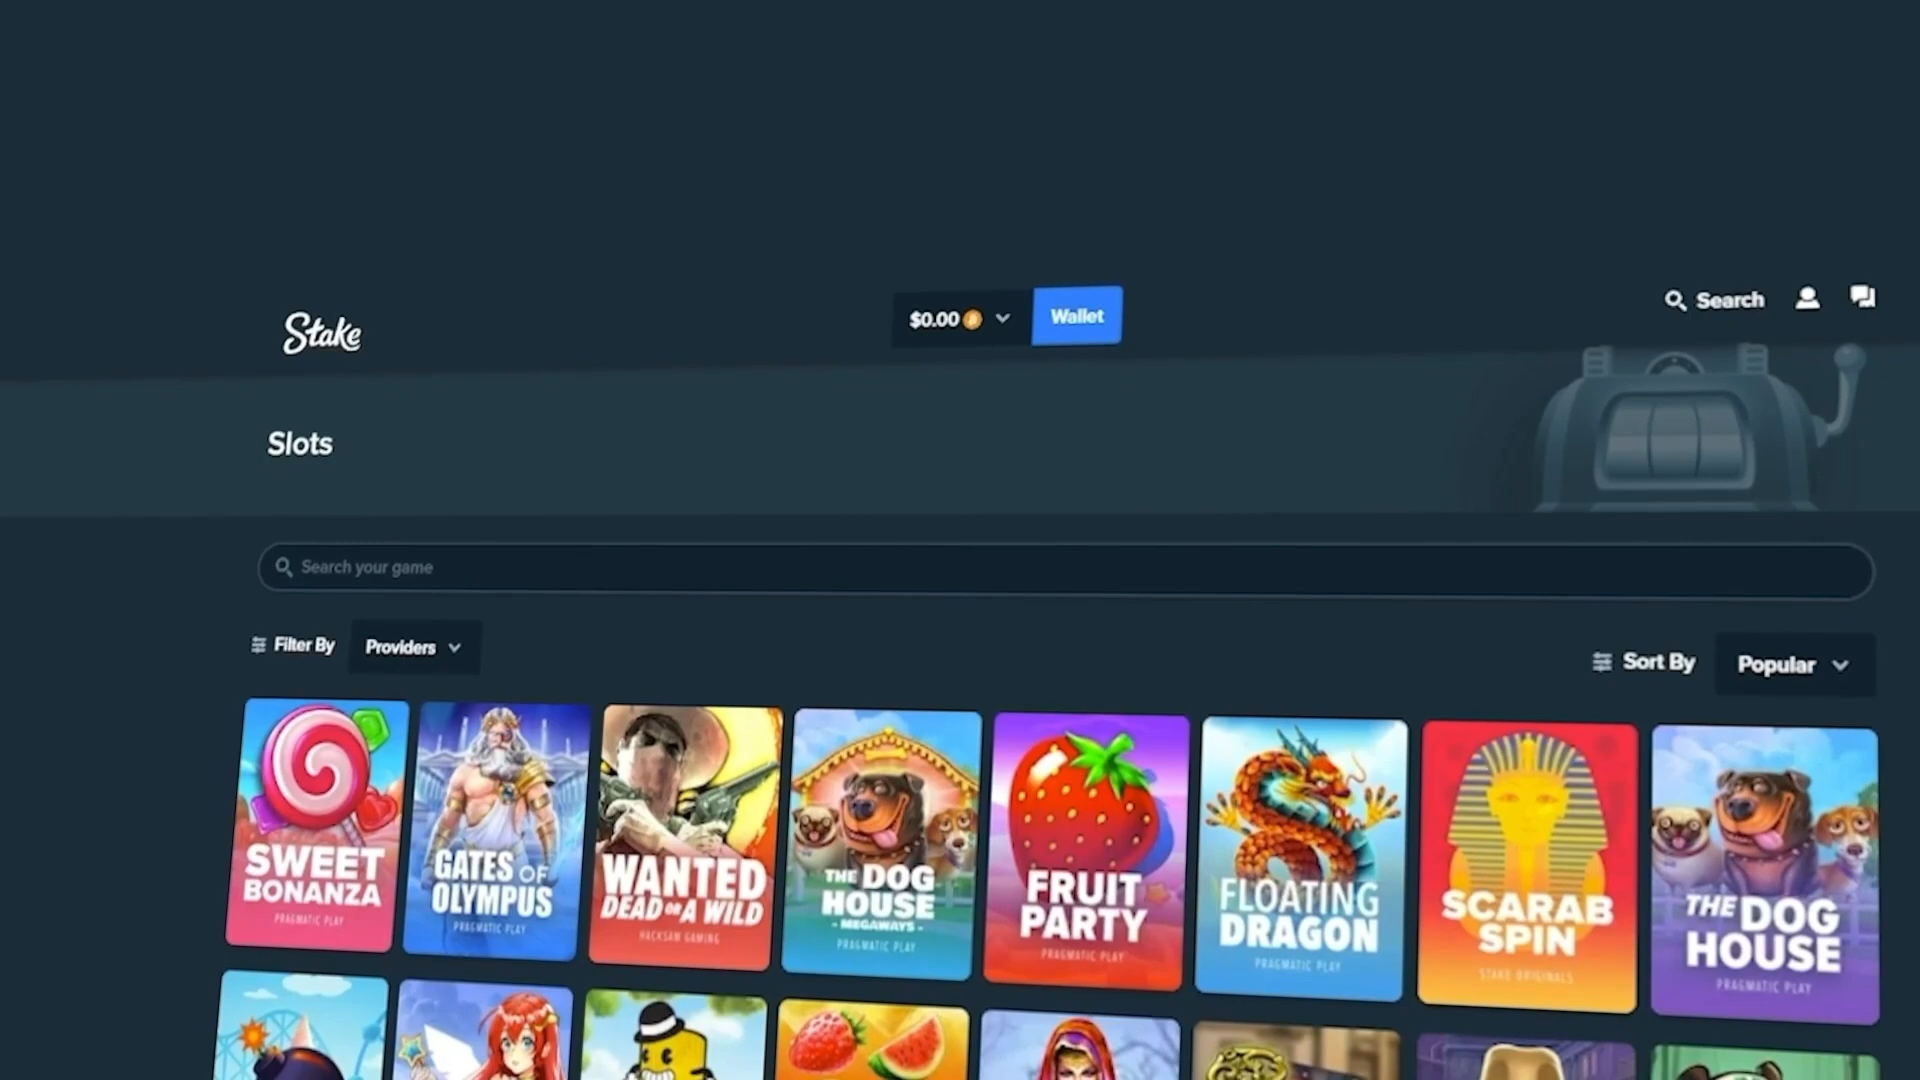 Stake
$0.00
Wallet
Search
Slots
Search your game
Filter By
Providers
Sort By
Popular
SWEET
BONANZA
PRAGMATIC PLAY
GATES OF
OLYMPUS
PRAGMATIC PLAY
WANTED
DEAD OR A WILD
HACKSAW GAMING
THE DOG
HOUSE
- MEGAWAYS -
PRAGMATIC PLAY
FRUIT
PARTY
PRAGMATIC PLAY
FLOATING
DRAGON
PRAGMATIC PLAY
SCARAB
SPIN
STAKE ORIGINALS
THE DOG
HOUSE
PRAGMATIC PLAY